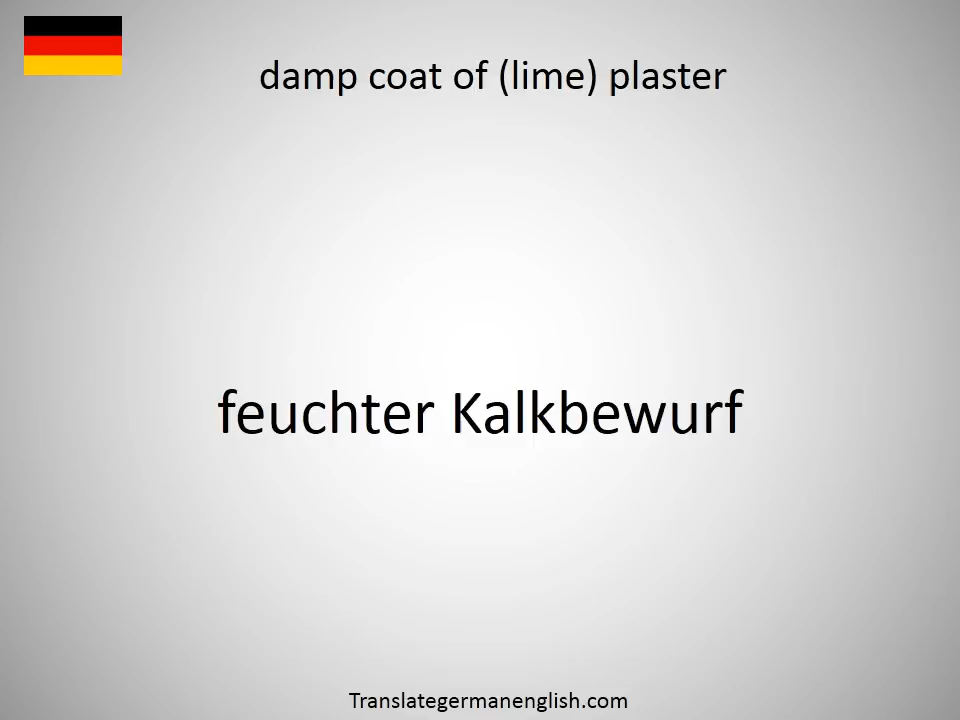 damp coat of (lime) plaster
feuchter Kalkbewurf
Translategermanenglish.com